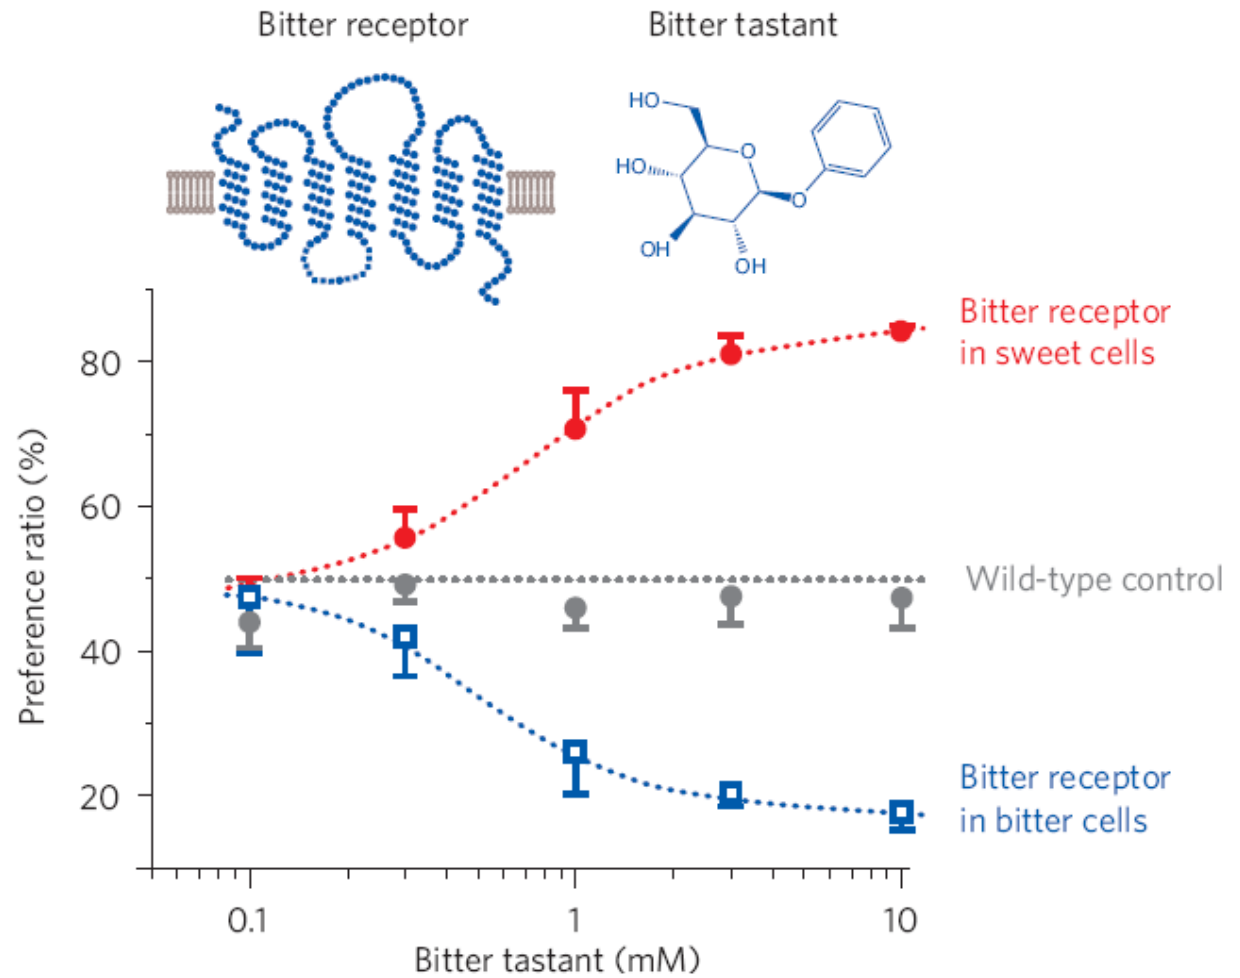 Bitter receptor
Bitter tastant
HO
HO
O
O
OH
OH
Bitter receptor
in sweet cells
80
60
Wild-type control
40
Bitter receptor
in bitter cells
20
Preference ratio (%)
0.1
1
10
Bitter tastant (mM)